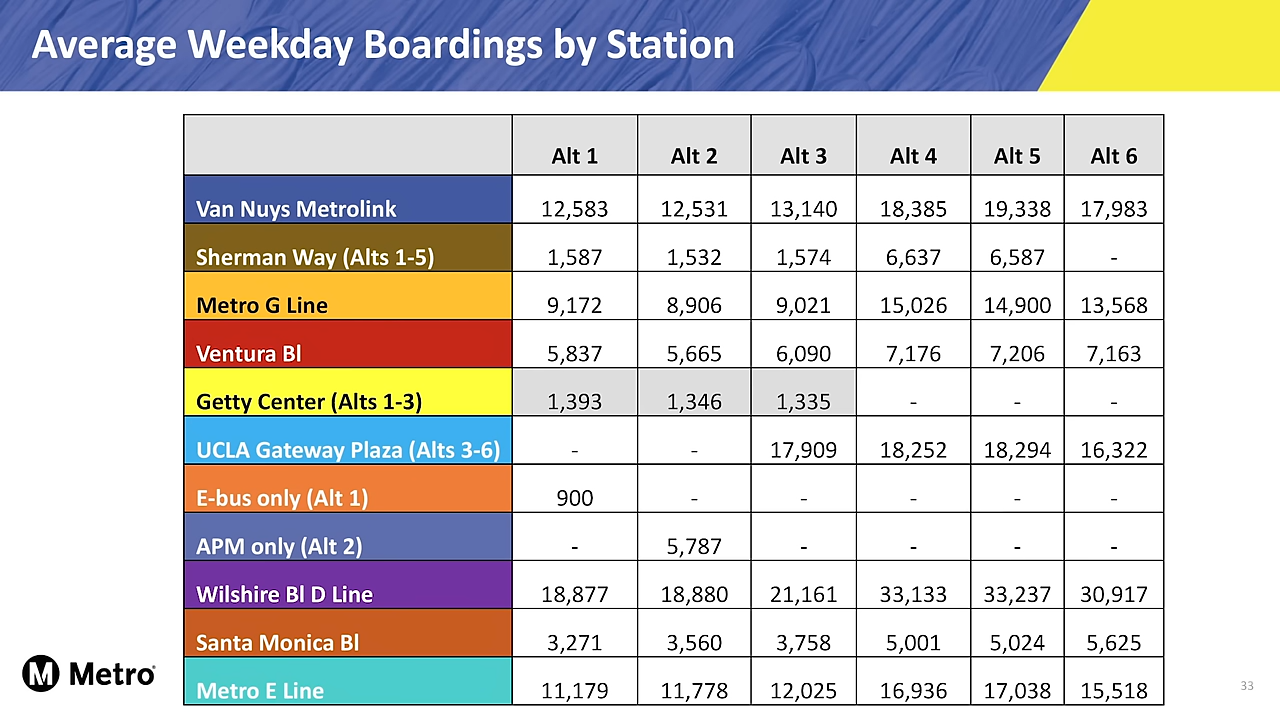 Average Weekday Boardings by Station
Alt 1 Alt 2 Alt 3 Alt 4 Alt 5 Alt 6
Van Nuys Metrolink 12,583 12,531 13,140 18,385 19,338 17,983
Sherman Way (Alts 1-5) 1,587 1,532 1,574 6,637 6,587 -
Metro G Line 9,172 8,906 9,021 15,026 14,900 13,568
Ventura Bl 5,837 5,665 6,090 7,176 7,206 7,163
Getty Center (Alts 1-3) 1,393 1,346 1,335 - - -
UCLA Gateway Plaza (Alts 3-6) - - 17,909 18,252 18,294 16,322
E-bus only (Alt 1) 900 - - - - -
APM only (Alt 2) - 5,787 - - - -
Wilshire Bl D Line 18,877 18,880 21,161 33,133 33,237 30,917
Santa Monica Bl 3,271 3,560 3,758 5,001 5,024 5,625
Metro E Line 11,179 11,778 12,025 16,936 17,038 15,518
M Metro
33